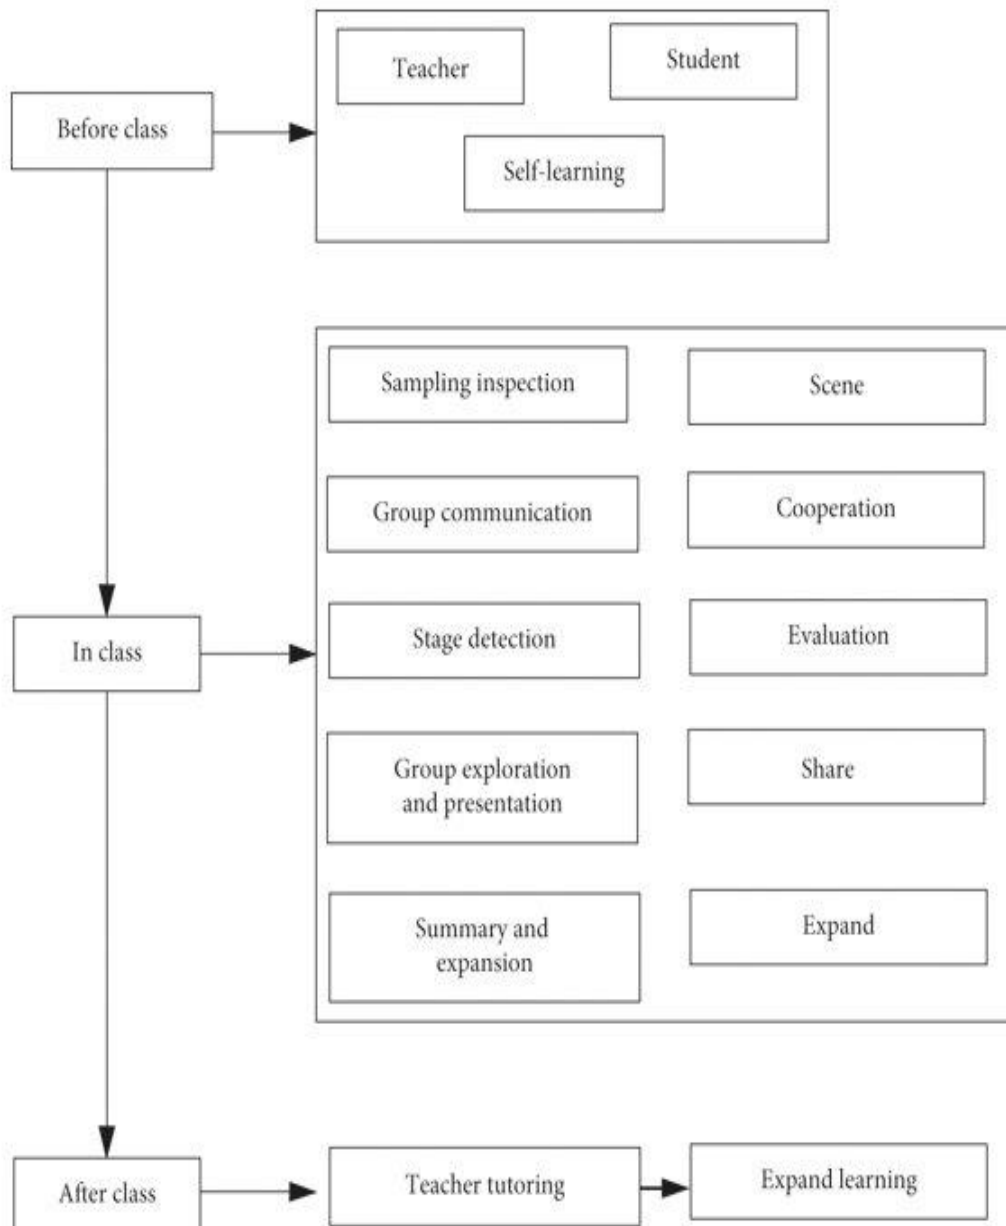 Teacher
Student
Before class
Self-learning
Sampling inspection
Scene
Group communication
Cooperation
In class
Stage detection
Evaluation
Group exploration
and presentation
Share
Summary and
expansion
Expand
After class
Teacher tutoring
Expand learning